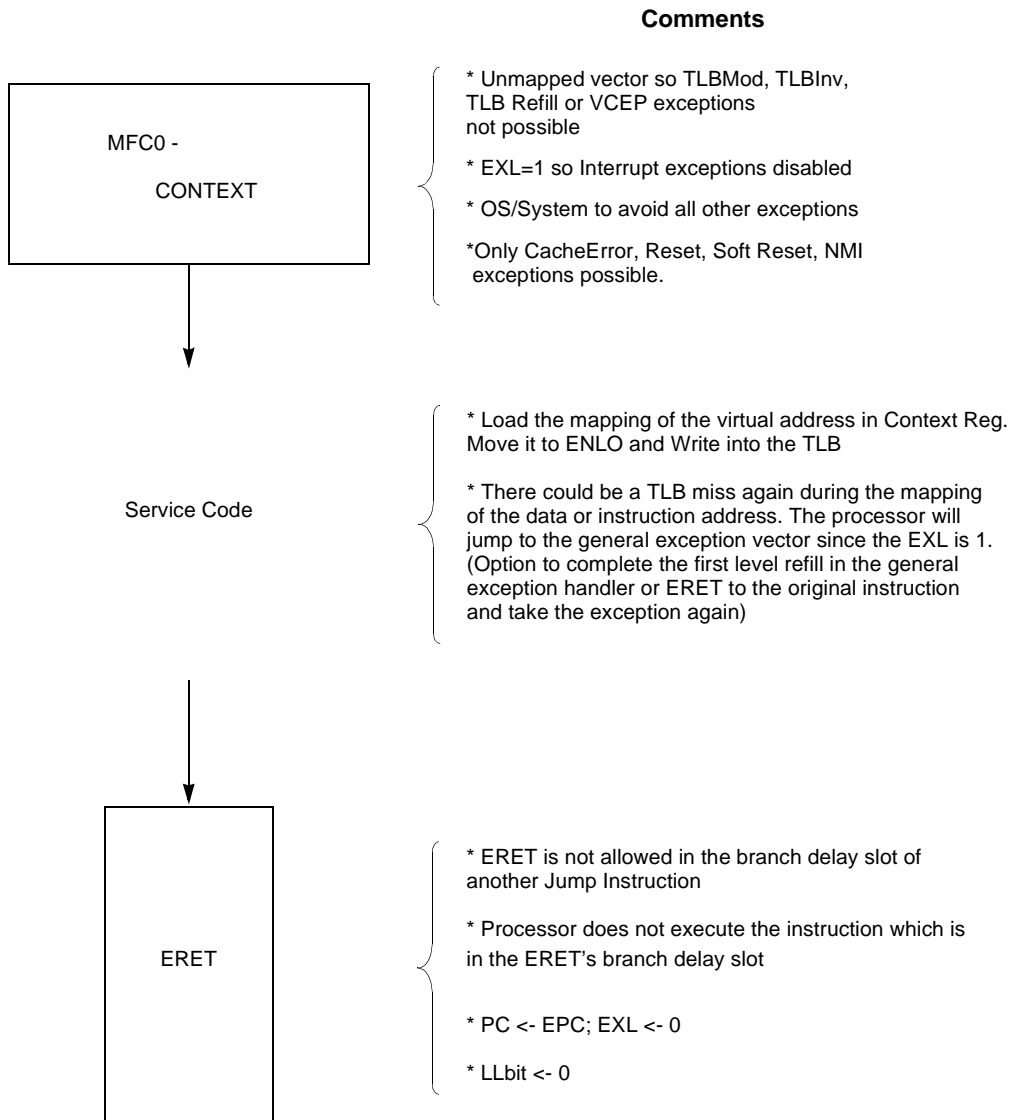 Comments
MFC0 -
CONTEXT
* Unmapped vector so TLBMod, TLBInv,
TLB Refill or VCEP exceptions
not possible
* EXL=1 so Interrupt exceptions disabled
* OS/System to avoid all other exceptions
*Only CacheError, Reset, Soft Reset, NMI
exceptions possible.
Service Code
* Load the mapping of the virtual address in Context Reg.
Move it to ENLO and Write into the TLB
* There could be a TLB miss again during the mapping
of the data or instruction address. The processor will
jump to the general exception vector since the EXL is 1.
(Option to complete the first level refill in the general
exception handler or ERET to the original instruction
and take the exception again)
ERET
* ERET is not allowed in the branch delay slot of
another Jump Instruction
* Processor does not execute the instruction which is
in the ERET's branch delay slot
* PC <- EPC; EXL <- 0
* LLbit <- 0